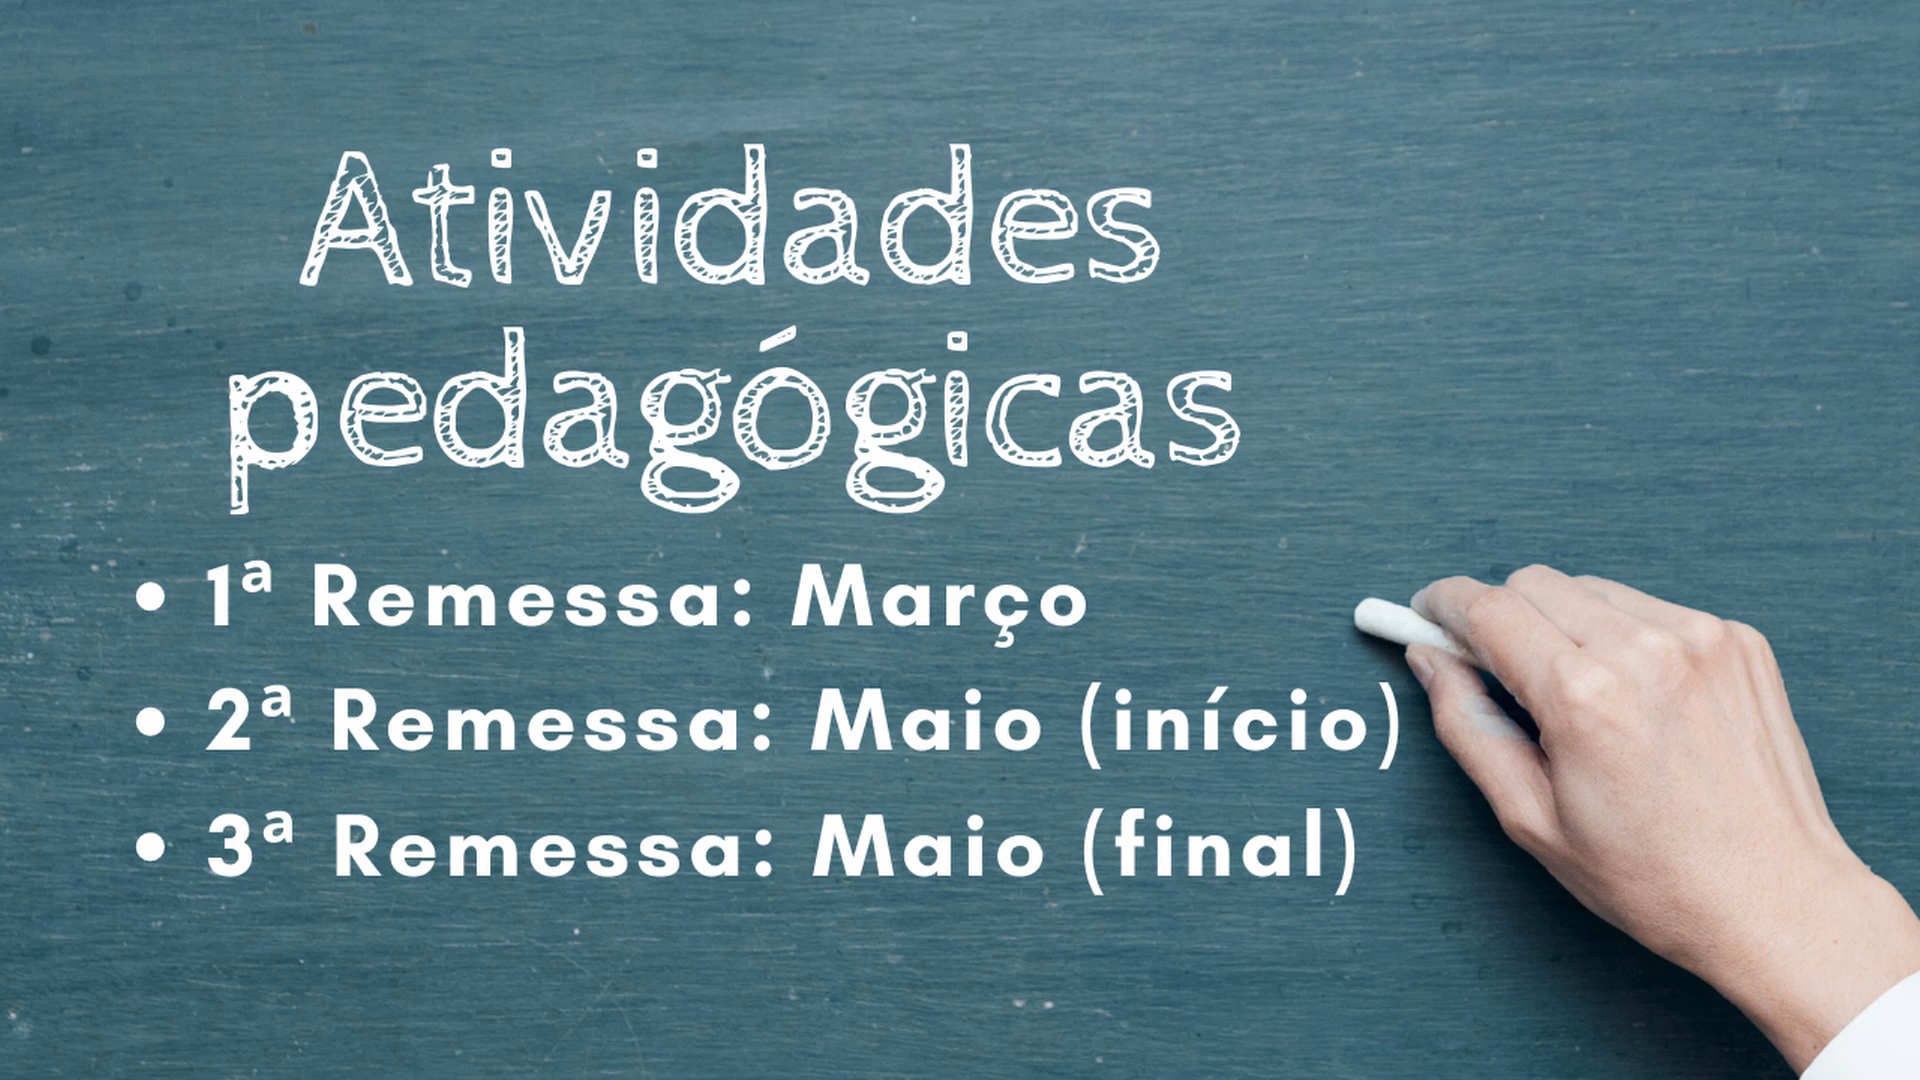 Atividades
pedagógicas
• 1ª Remessa: Março
• 2ª Remessa: Maio (início)
• 3ª Remessa: Maio (final)